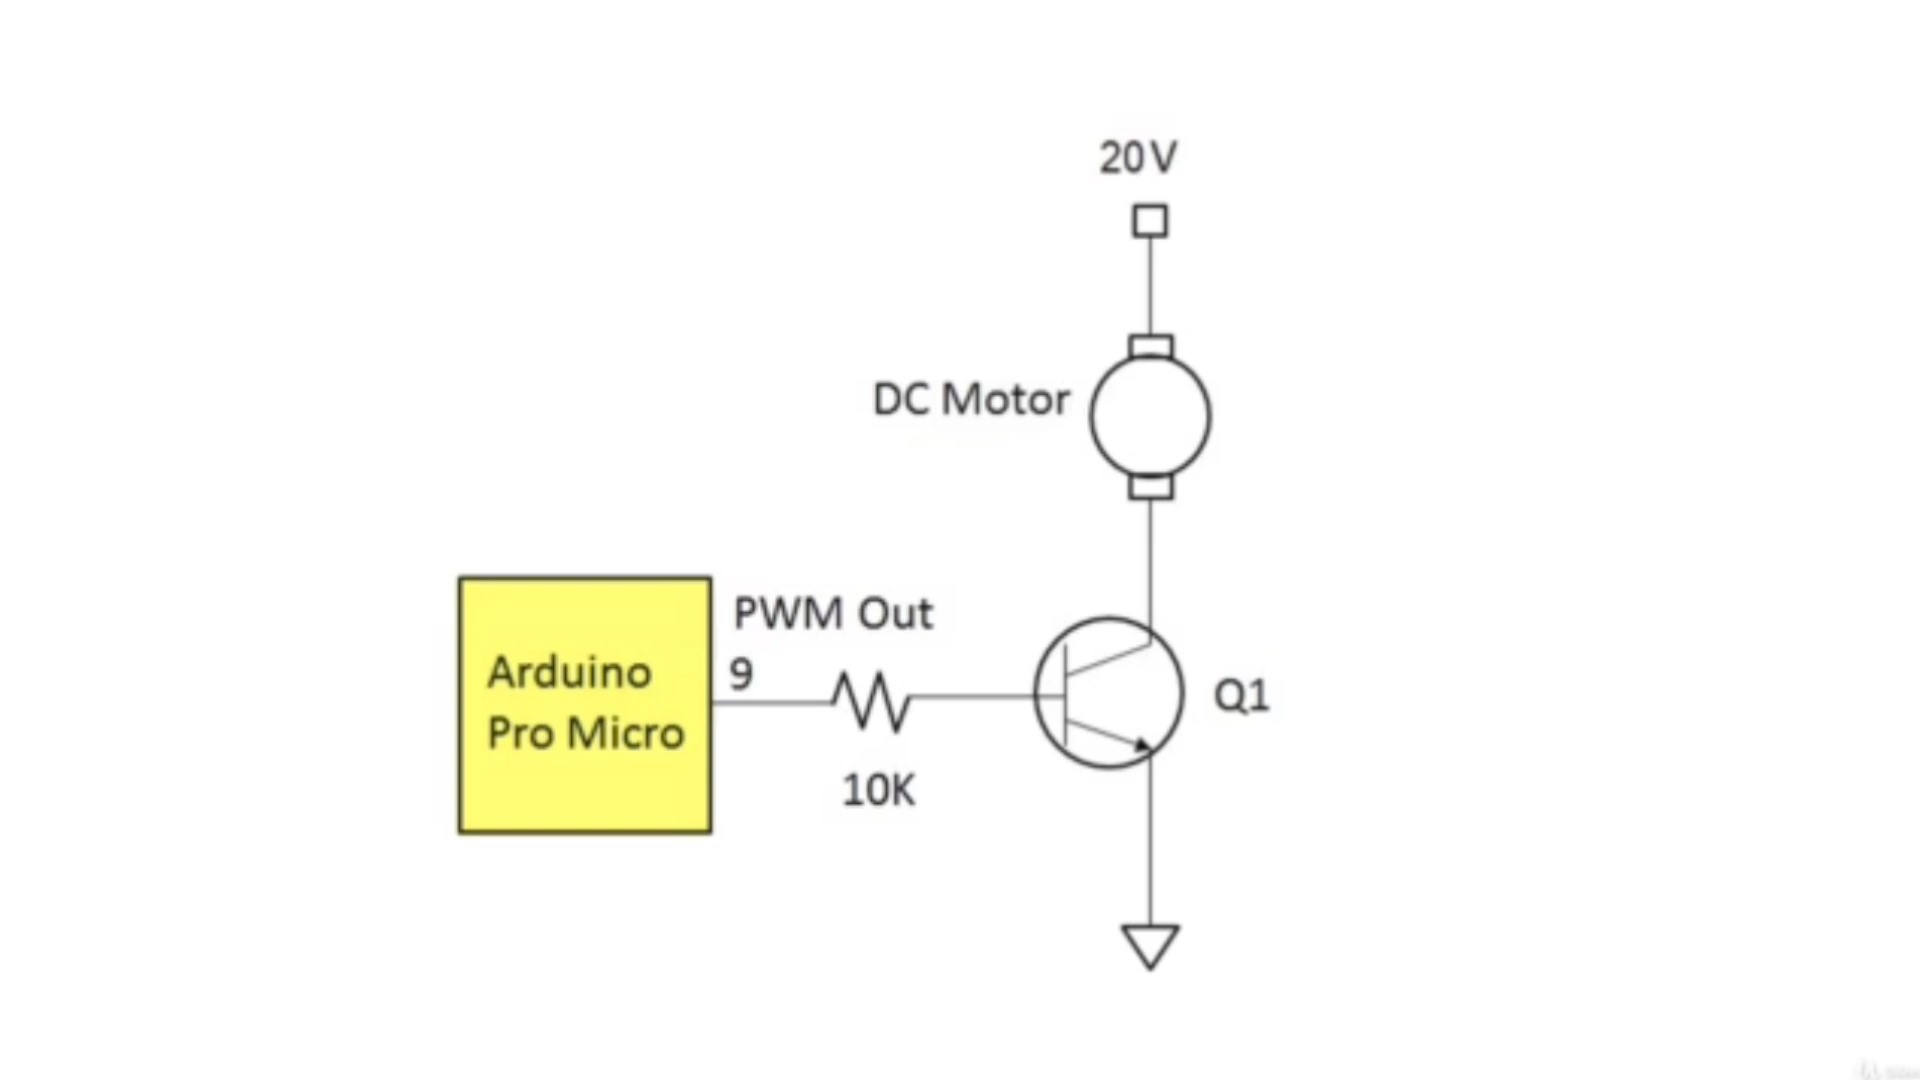 20V
DC Motor
PWM Out
9
Arduino
Pro Micro
10K
Q1